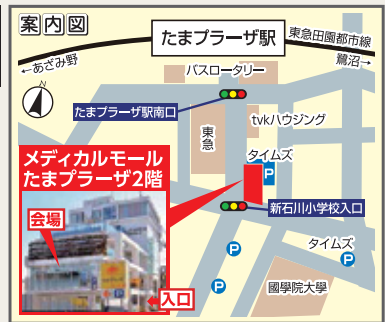 案内図
たまプラーザ駅
東急田園都市線
←あざみ野
鷺沼→
バスロータリー
N
たまプラーザ駅南口
tvkハウジング
東急
タイムズ
P
メディカルモール
たまプラーザ2階
会場
新石川小学校入口
P
タイムズ
P
P
國學院大學
入口